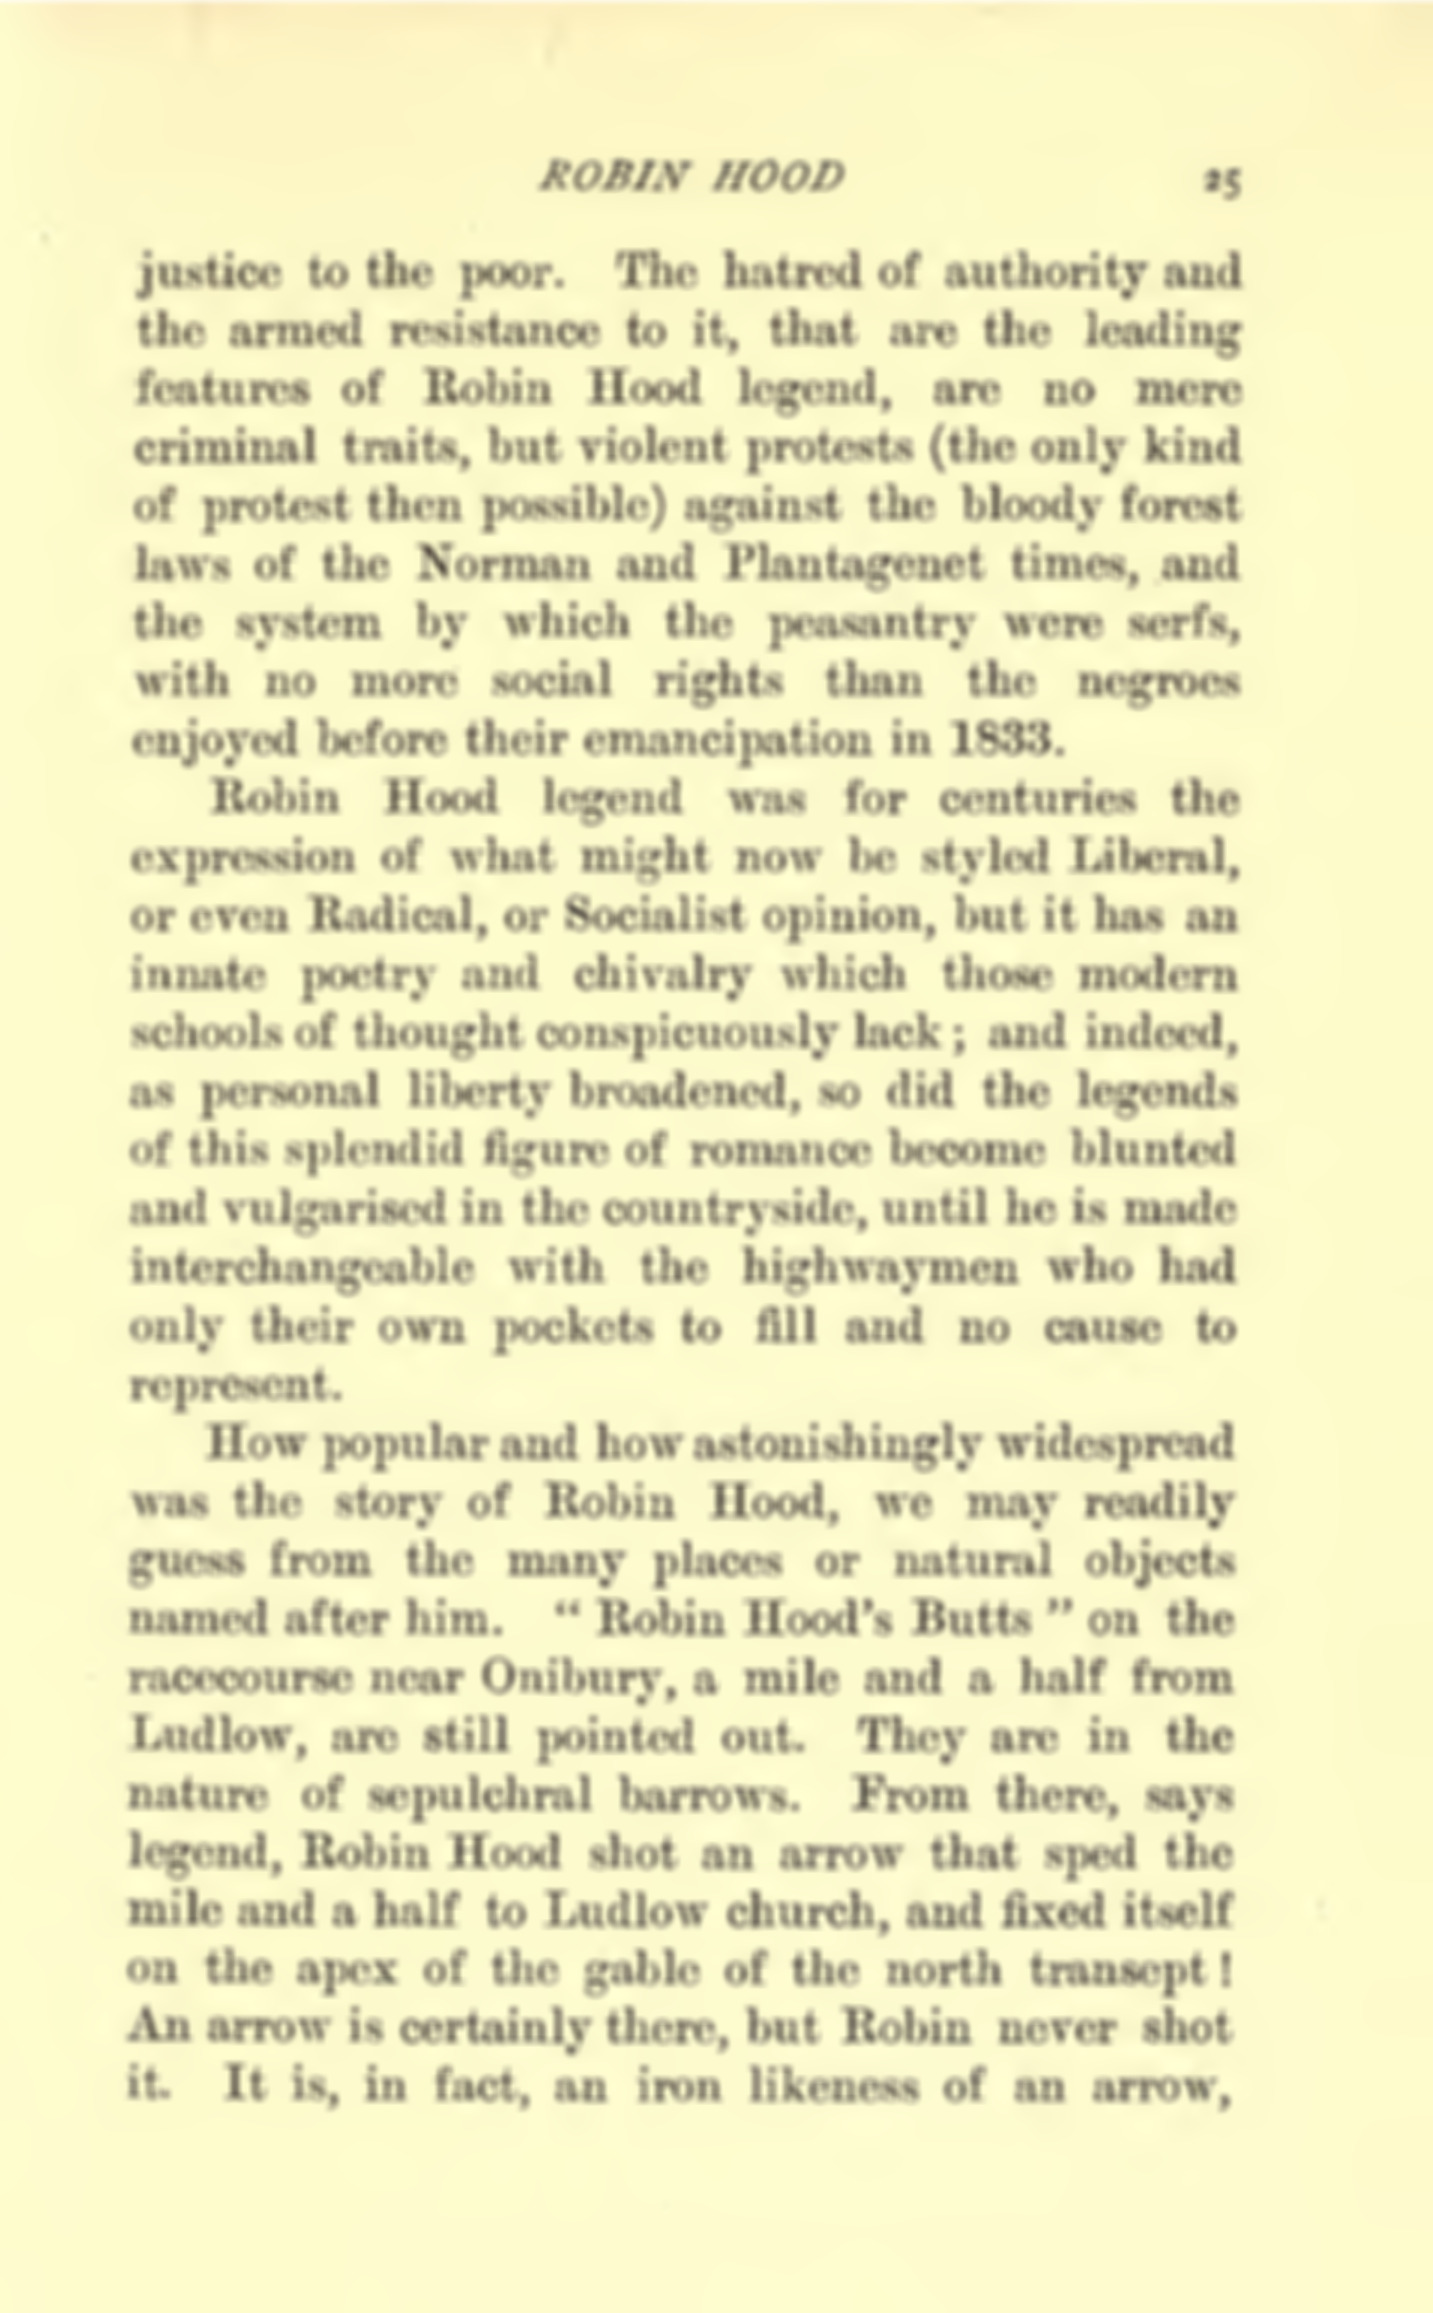 ROBIN HOOD 25
justice to the poor. The hatred of authority and
the armed resistance to it, that are the leading
features of Robin Hood legend, are no mere
criminal traits, but violent protests (the only kind
of protest then possible) against the bloody forest
laws of the Norman and Plantagenet times, and
the system by which the peasantry were serfs,
with no more social rights than the negroes
enjoyed before their emancipation in 1833.
Robin Hood legend was for centuries the
expression of what might now be styled Liberal,
or even Radical, or Socialist opinion, but it has an
innate poetry and chivalry which those modern
schools of thought conspicuously lack ; and indeed,
as personal liberty broadened, so did the legends
of this splendid figure of romance become blunted
and vulgarised in the countryside, until he is made
interchangeable with the highwaymen who had
only their own pockets to fill and no cause to
represent.
How popular and how astonishingly widespread
was the story of Robin Hood, we may readily
guess from the many places or natural objects
named after him. “ Robin Hood’s Butts ” on the
racecourse near Onibury, a mile and a half from
Ludlow, are still pointed out. They are in the
nature of sepulchral barrows. From there, says
legend, Robin Hood shot an arrow that sped the
mile and a half to Ludlow church, and fixed itself
on the apex of the gable of the north transept !
An arrow is certainly there, but Robin never shot
it. It is, in fact, an iron likeness of an arrow,